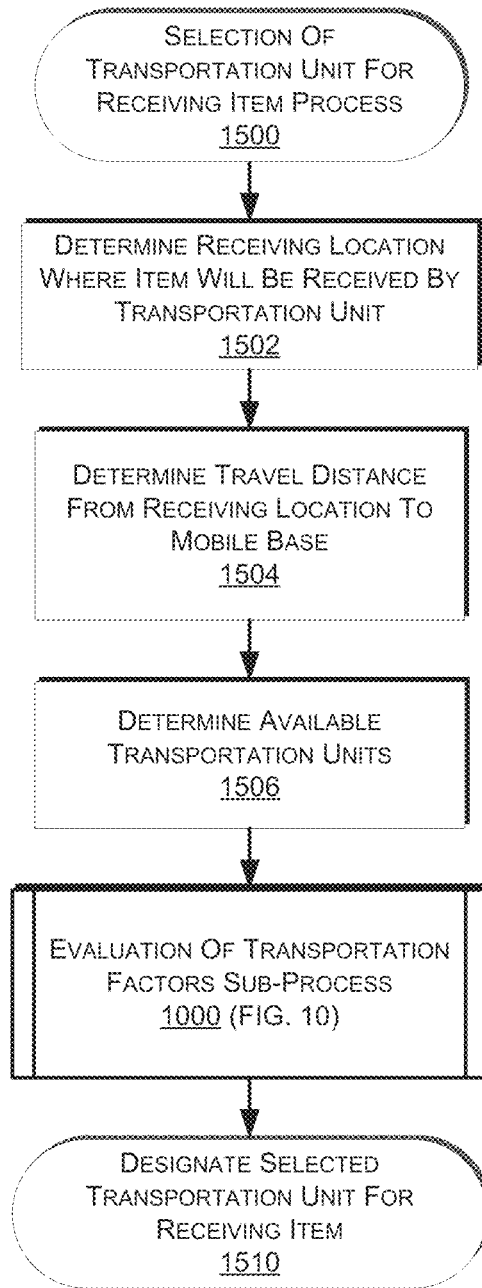 SELECTION OF
TRANSPORTATION UNIT FOR
RECEIVING ITEM PROCESS
1500
DETERMINE RECEIVING LOCATION
WHERE ITEM WILL BE RECEIVED BY
TRANSPORTATION UNIT
1502
DETERMINE TRAVEL DISTANCE
FROM RECEIVING LOCATION TO
MOBILE BASE
1504
DETERMINE AVAILABLE
TRANSPORTATION UNITS
1506
EVALUATION OF TRANSPORTATION
FACTORS SUB-PROCESS
1000 (FIG. 10)
DESIGNATE SELECTED
TRANSPORTATION UNIT FOR
RECEIVING ITEM
1510